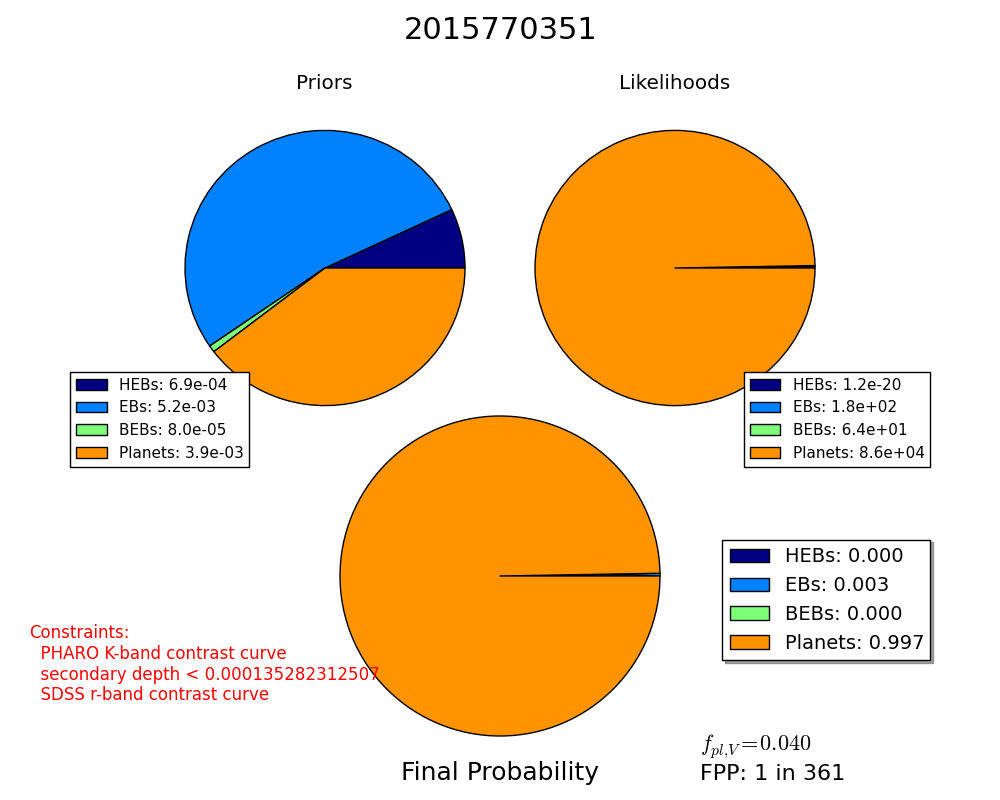 2015770351
Priors
Likelihoods
HEBs: 6.9e-04
EBs: 5.2e-03
BEBs: 8.0e-05
Planets: 3.9e-03
HEBs: 1.2e-20
EBs: 1.8e+02
BEBs: 6.4e+01
Planets: 8.6e+04
HEBs: 0.000
EBs: 0.003
BEBs: 0.000
Planets: 0.997
Constraints:
PHARO K-band contrast curve
secondary depth < 0.000135282312507
SDSS r-band contrast curve
f_{pl,V}=0.040
Final Probability
FPP: 1 in 361